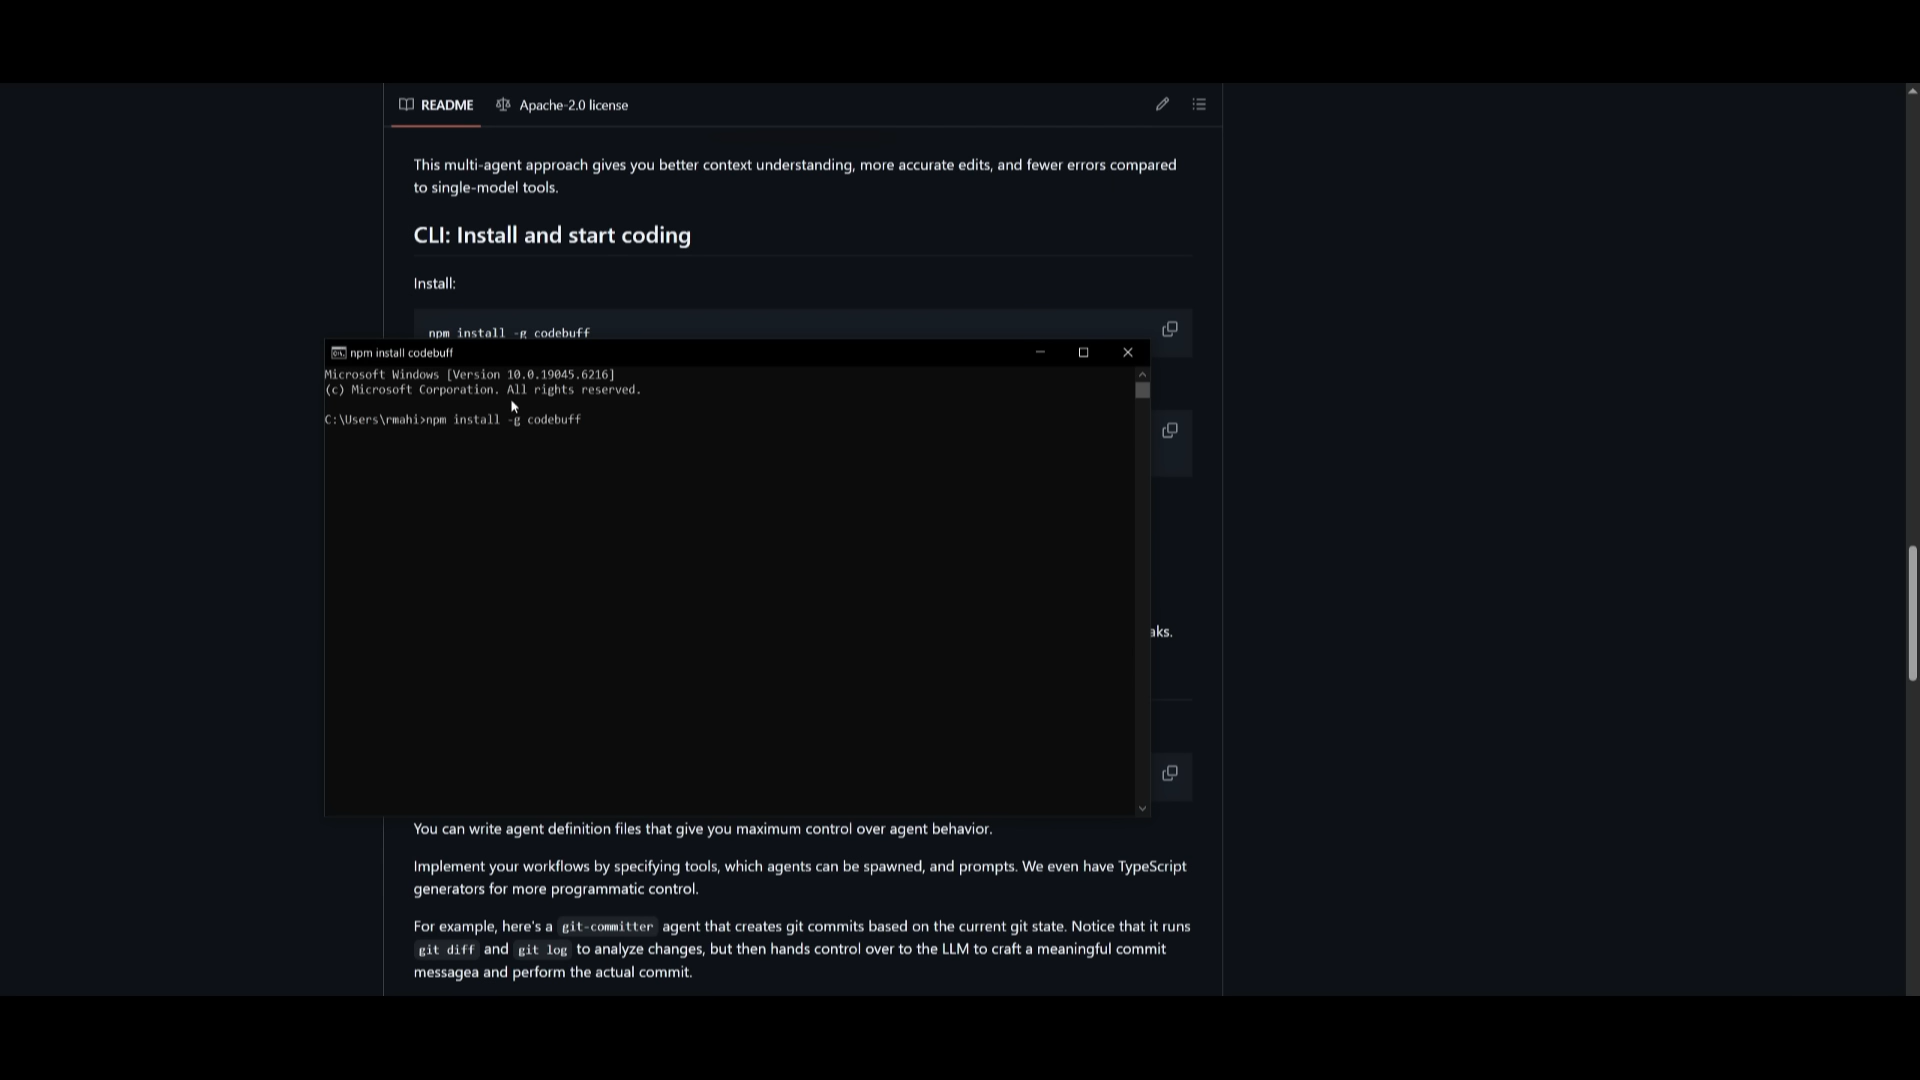 README Apache-2.0 license
This multi-agent approach gives you better context understanding, more accurate edits, and fewer errors compared
to single-model tools.
CLI: Install and start coding
Install:
npm install -g codebuff
npm install codebuff
Microsoft Windows [Version 10.0.19045.6216]
(c) Microsoft Corporation. All rights reserved.
C:\Users\rmahi>npm install -g codebuff
aks.
You can write agent definition files that give you maximum control over agent behavior.
Implement your workflows by specifying tools, which agents can be spawned, and prompts. We even have TypeScript
generators for more programmatic control.
For example, here's a git-committer agent that creates git commits based on the current git state. Notice that it runs
git diff and git log to analyze changes, but then hands control over to the LLM to craft a meaningful commit
messagea and perform the actual commit.